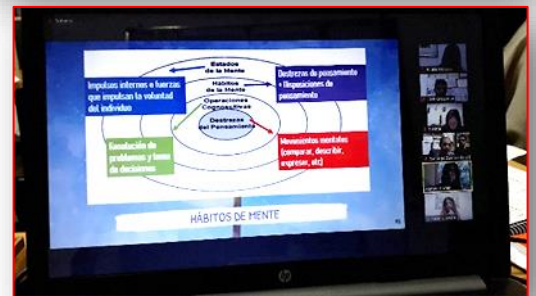 Estados
de la Mente
Impulsos internos o fuerzas
que impulsan la voluntad
del individuo
Hábitos
de la Mente
Destrezas de pensamiento
+ Disposiciones de
pensamiento
Operaciones
Cognoscitivas
Destrezas
del Pensamiento
Resolución de
problemas y toma
de decisiones
Movimientos mentales
(comparar, describir,
expresar, etc)
HÁBITOS DE MENTE
hp